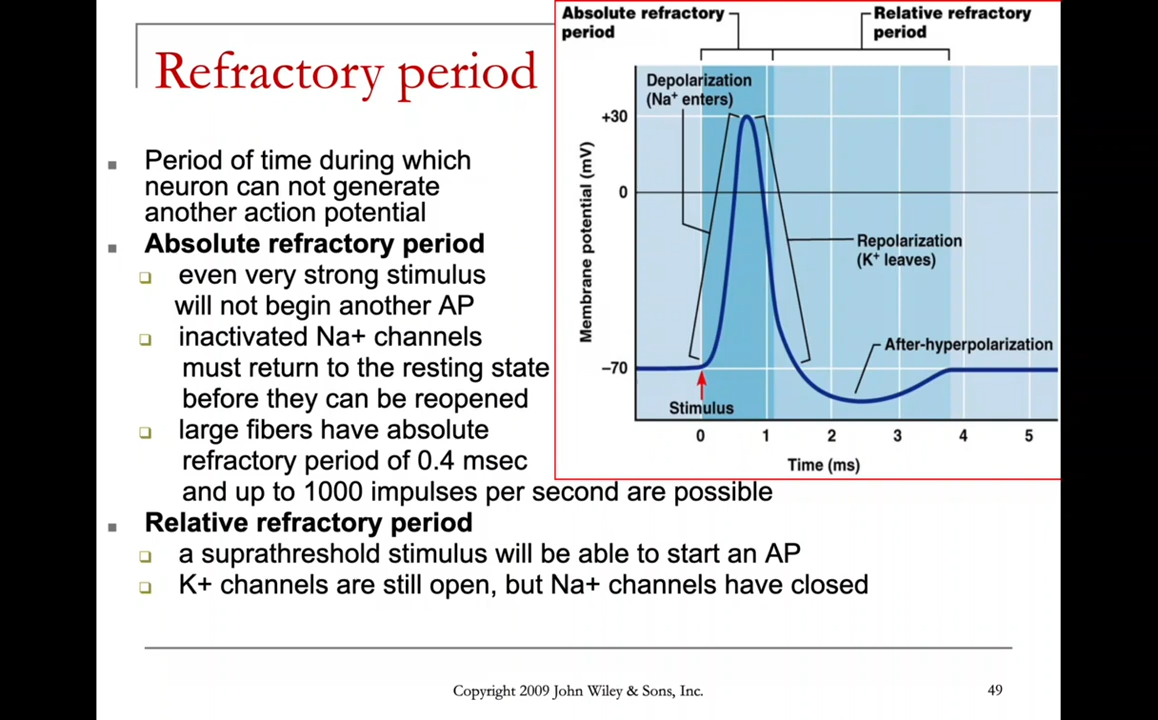 Refractory period
Period of time during which
neuron can not generate
another action potential
Absolute refractory period
even very strong stimulus
will not begin another AP
inactivated Na+ channels
must return to the resting state
before they can be reopened
large fibers have absolute
refractory period of 0.4 msec
and up to 1000 impulses per second are possible
Relative refractory period
a suprathreshold stimulus will be able to start an AP
K+ channels are still open, but Na+ channels have closed
Absolute refractory
period
Relative refractory
period
Depolarization
(Na⁺ enters)
+30
0
−70
Membrane potential (mV)
Repolarization
(K⁺ leaves)
After-hyperpolarization
Stimulus
0 1 2 3 4 5
Time (ms)
Copyright 2009 John Wiley & Sons, Inc.
49